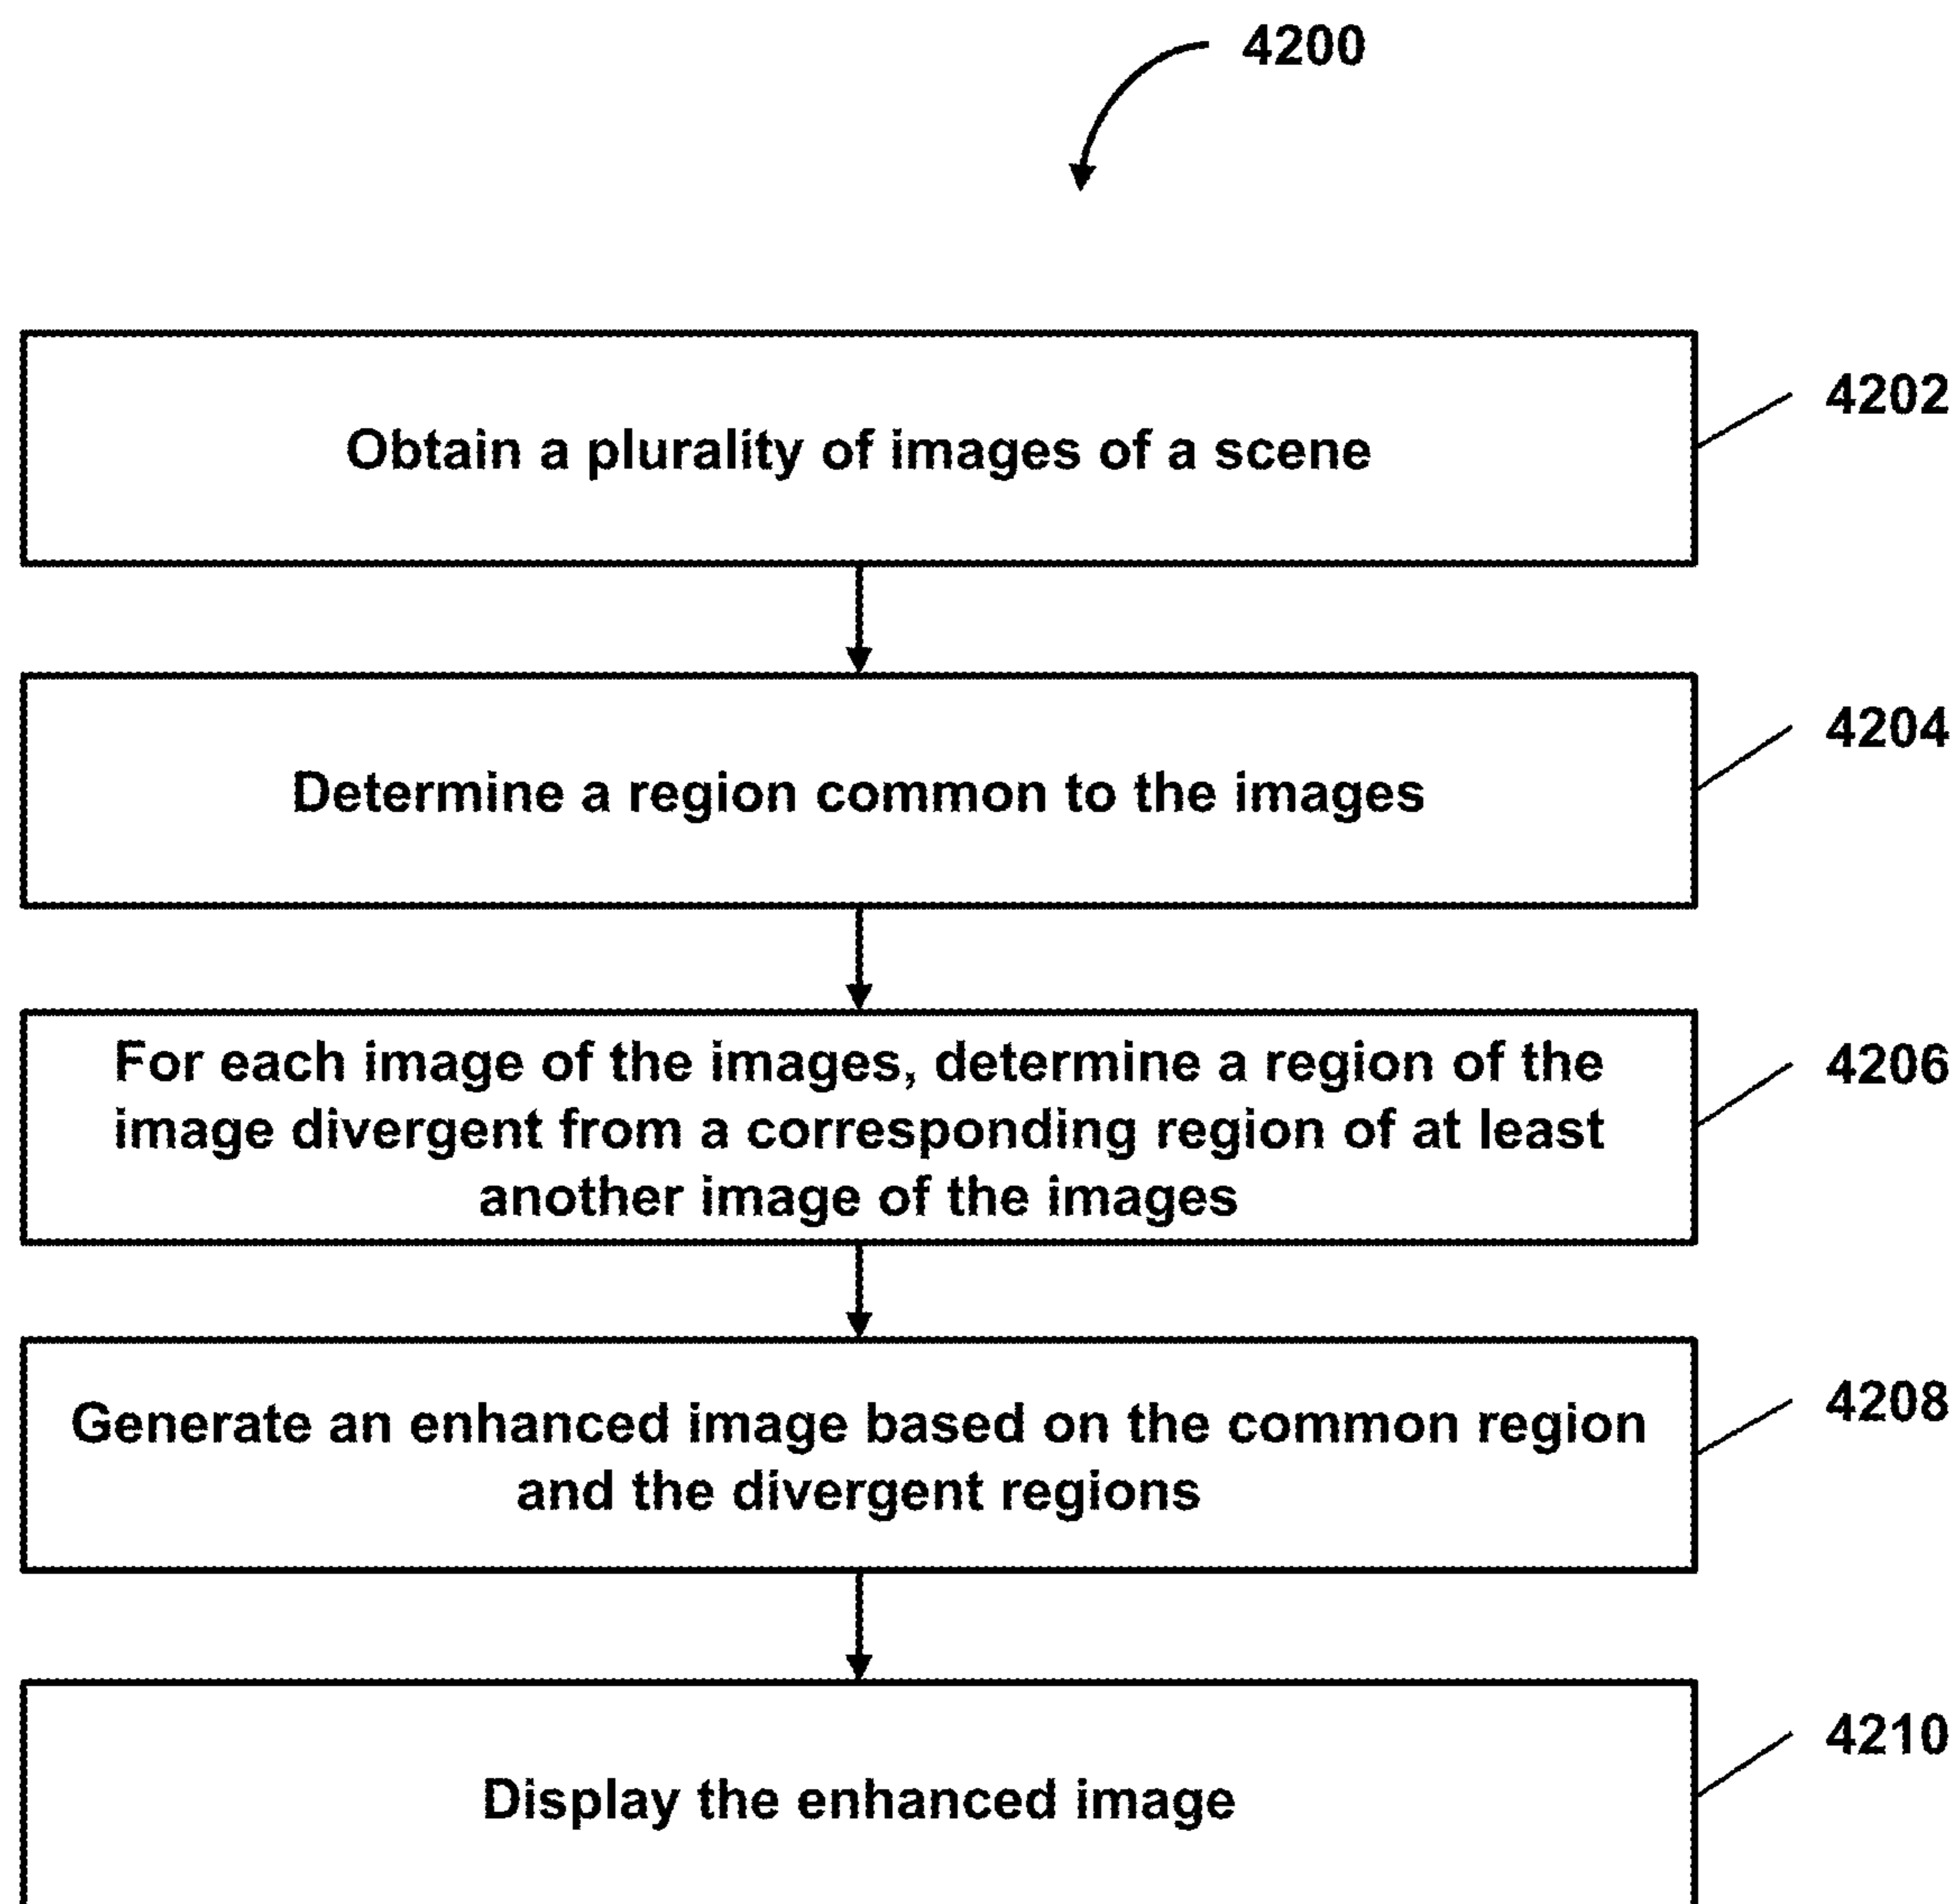 4200
Obtain a plurality of images of a scene
4202
Determine a region common to the images
4204
For each image of the images, determine a region of the
image divergent from a corresponding region of at least
another image of the images
4206
Generate an enhanced image based on the common region
and the divergent regions
4208
Display the enhanced image
4210